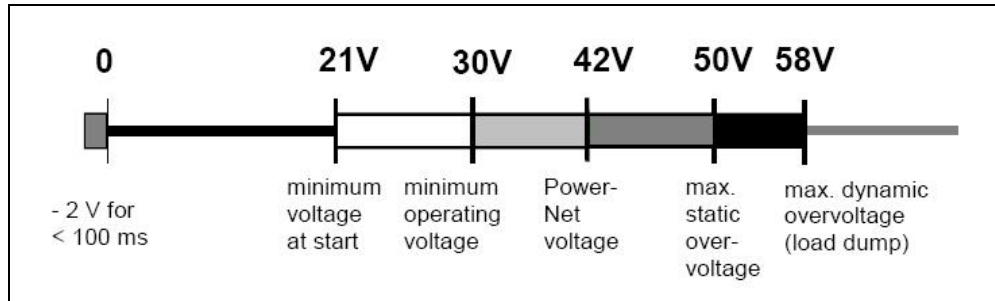 0 21V 30V 42V 50V 58V
- 2 V for
< 100 ms
minimum
voltage
at start
minimum
operating
voltage
Power-
Net
voltage
max.
static
over-
voltage
max. dynamic
overvoltage
(load dump)